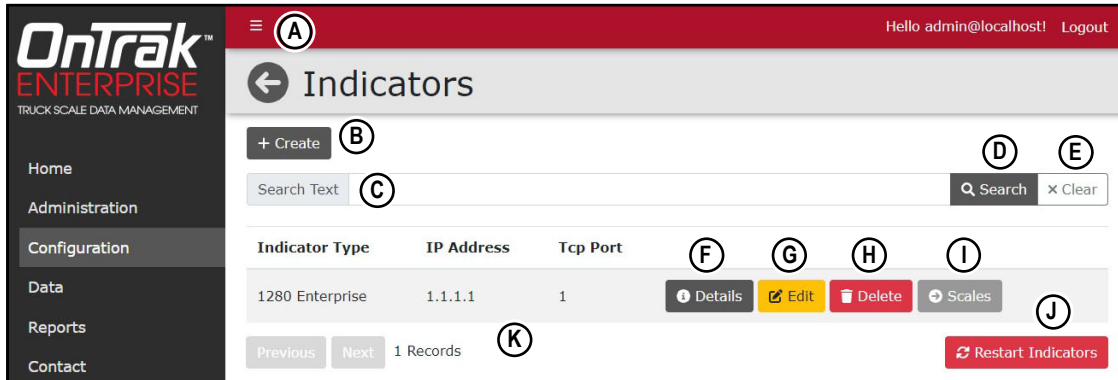 OnTrak™
ENTERPRISE
TRUCK SCALE DATA MANAGEMENT
Home
Administration
Configuration
Data
Reports
Contact
A
Hello admin@localhost! Logout
Indicators
+ Create B
D E
Search Text C Search × Clear
Indicator Type IP Address Tcp Port
F G H I
1280 Enterprise 1.1.1.1 1 Details Edit Delete Scales
J
Previous Next 1 Records K Restart Indicators